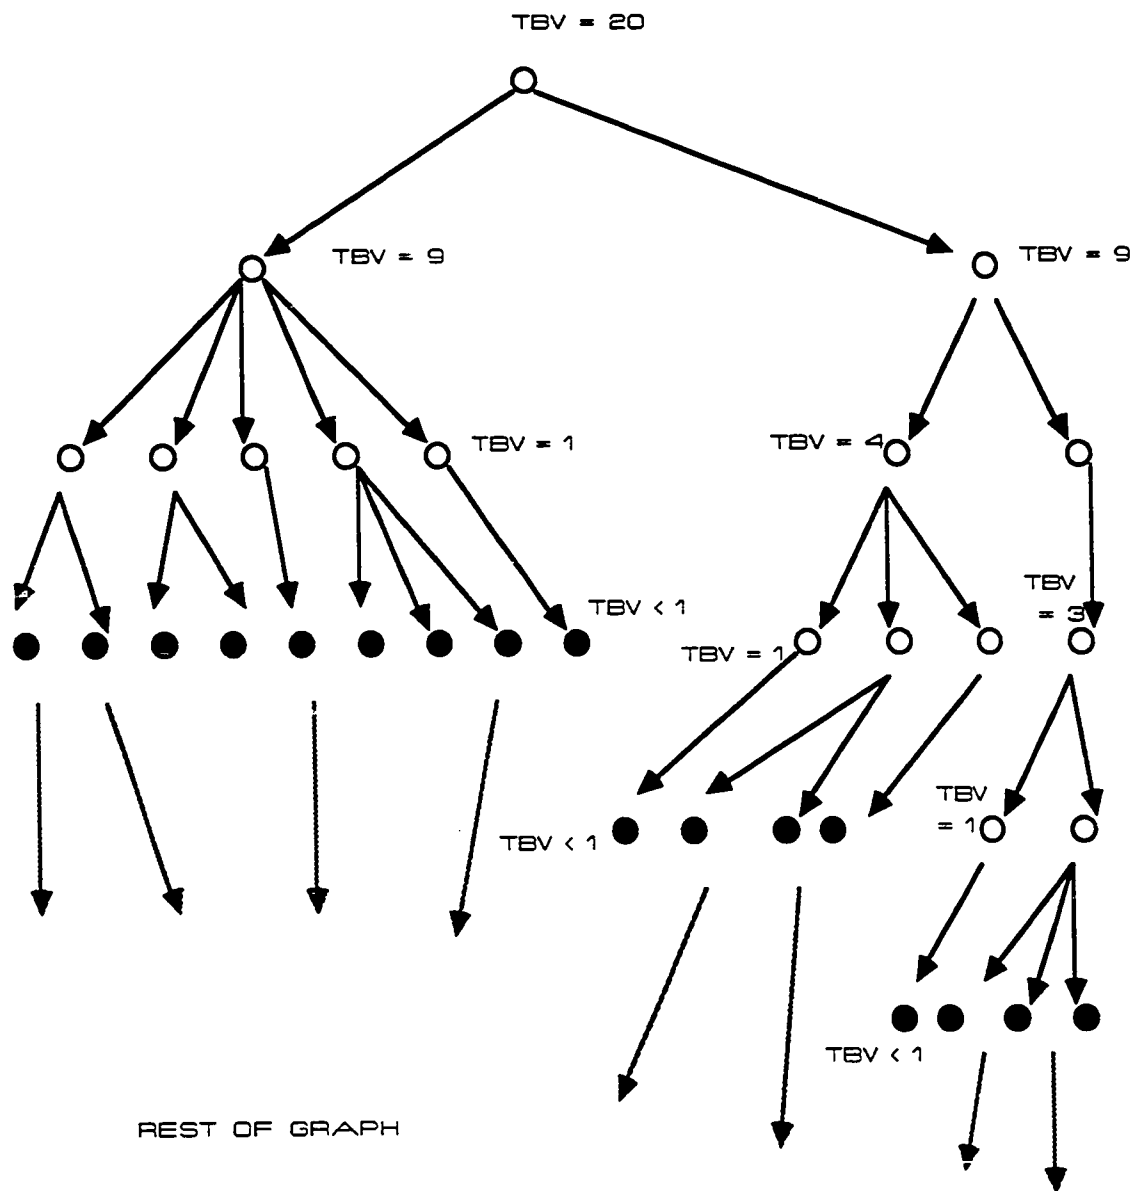 TBV = 20
TBV = 9
TBV = 9
TBV = 1
TBV = 4
TBV < 1
TBV
= 3
TBV = 1
TBV
= 1
TBV < 1
TBV < 1
REST OF GRAPH